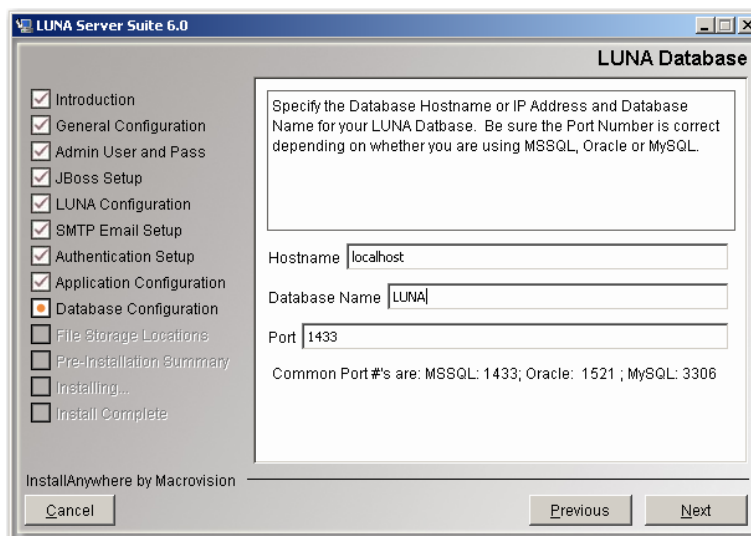 LUNA Server Suite 6.0
LUNA Database
Introduction
General Configuration
Admin User and Pass
JBoss Setup
LUNA Configuration
SMTP Email Setup
Authentication Setup
Application Configuration
Database Configuration
File Storage Locations
Pre-Installation Summary
Installing...
Install Complete
Specify the Database Hostname or IP Address and Database
Name for your LUNA Datbase. Be sure the Port Number is correct
depending on whether you are using MSSQL, Oracle or MySQL.
Hostname localhost
Database Name LUNA
Port 1433
Common Port #'s are: MSSQL: 1433; Oracle: 1521 ; MySQL: 3306
InstallAnywhere by Macrovision
Cancel Previous Next